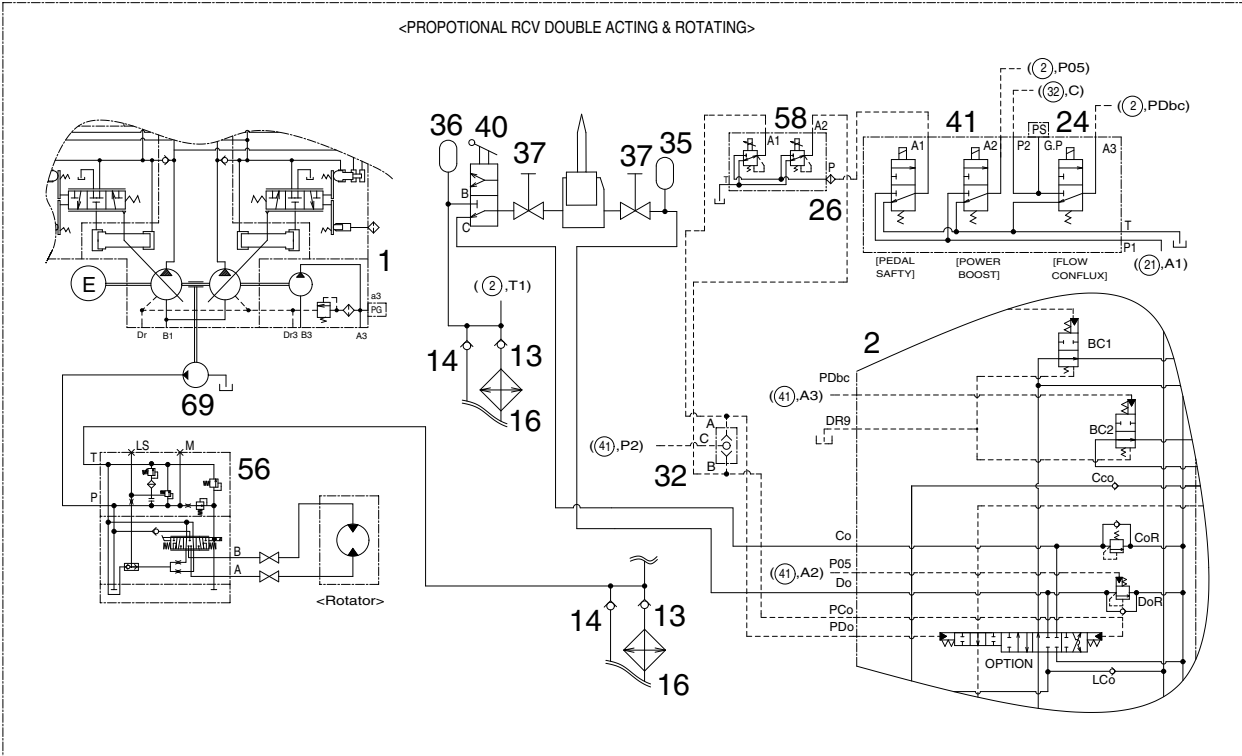 <PROPOTIONAL RCV DOUBLE ACTING & ROTATING>
(2,P05)
(32,C)
(2,PDbc)
36
40
37
37
35
58
41
24
PS
A1
A2
A1
A2
P2
G.P
A3
B
C
P
T
26
T
P1
[PEDAL SAFTY]
[POWER BOOST]
[FLOW CONFLUX]
(21,A1)
1
E
a3
PG
Dr
B1
Dr3
B3
A3
(2,T1)
14
13
16
69
2
BC1
PDbc
(41,A3)
BC2
DR9
A
C
B
(41,P2)
32
Cco
LS
M
T
56
P
B
A
<Rotator>
Co
CoR
P05
(41,A2)
Do
DoR
PCo
PDo
OPTION
LCo
14
13
16